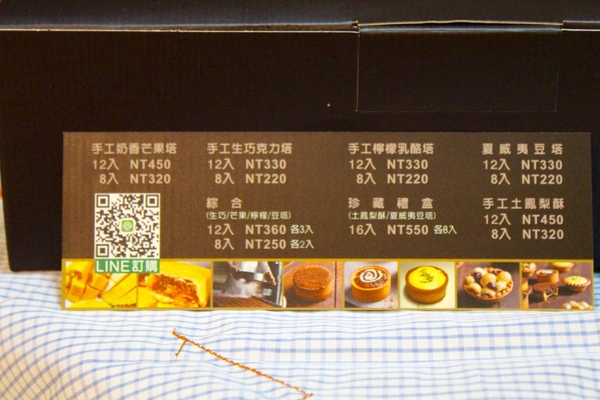 手工奶香芒果塔
12入 NT450
8入 NT320
手工生巧克力塔
12入 NT330
8入 NT220
手工檸檬乳酪塔
12入 NT330
8入 NT220
夏威夷豆塔
12入 NT330
8入 NT220
LINE訂購
綜合
(生巧/芒果/檸檬/豆塔)
12入 NT360 各3入
8入 NT250 各2入
珍藏禮盒
(土鳳梨酥/夏威夷豆塔)
16入 NT550 各8入
手工土鳳梨酥
12入 NT450
8入 NT320